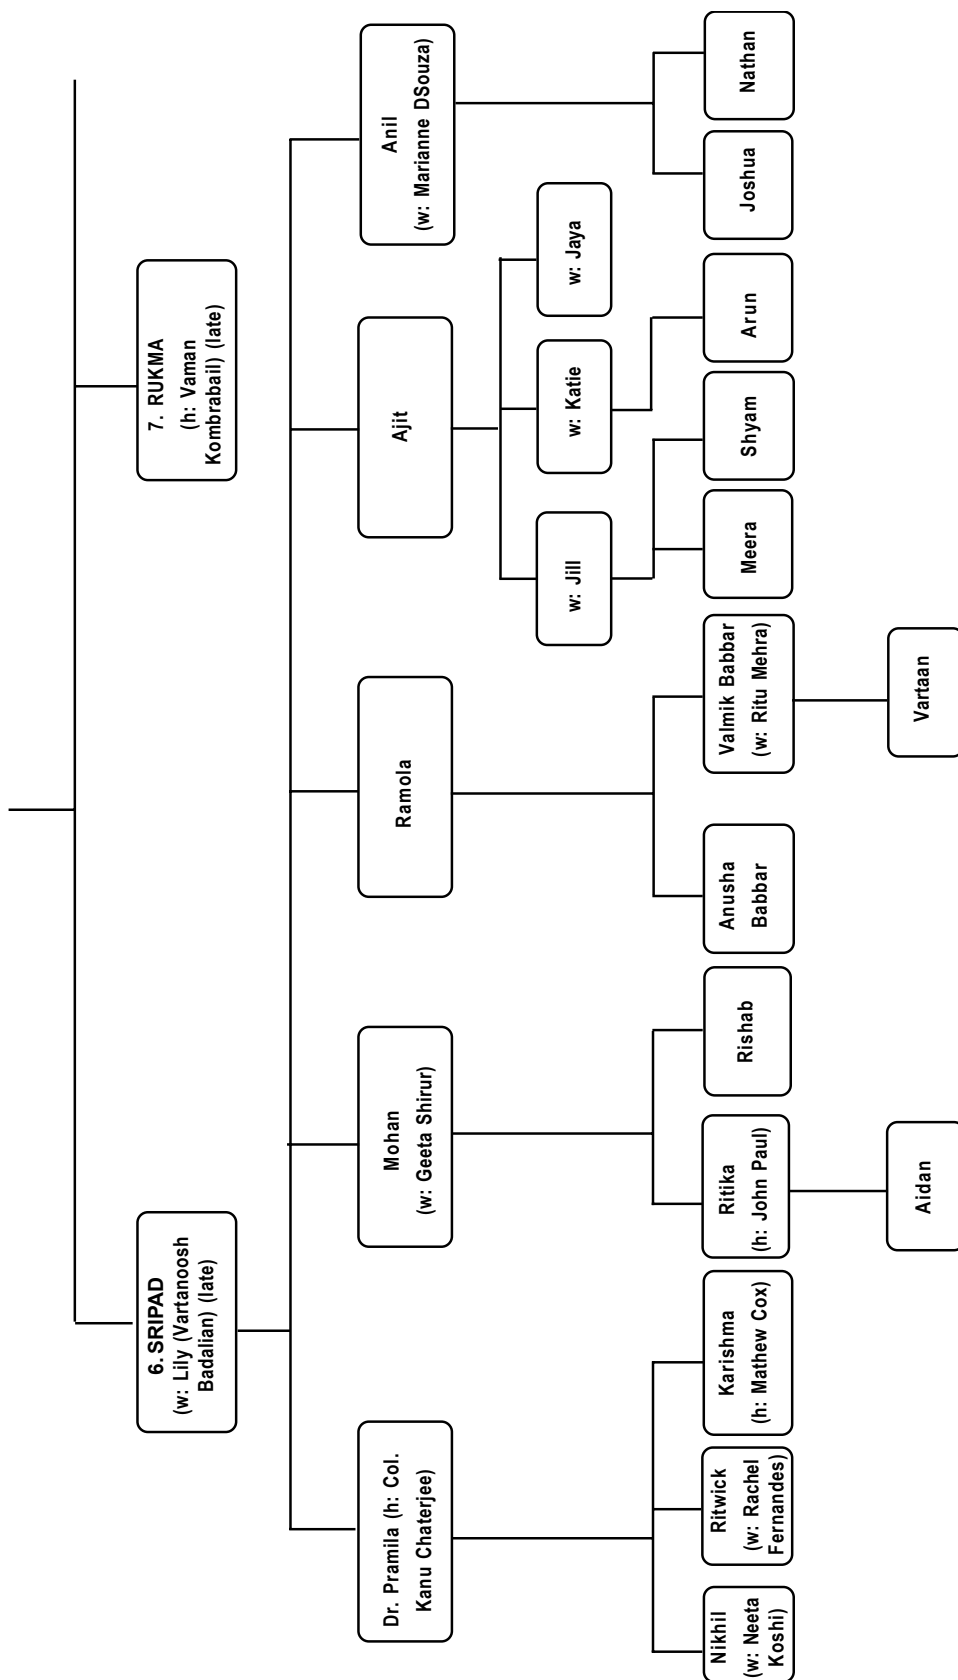 6. SRIPAD
(w: Lily (Vartanoosh
Badalian) (late)
7. RUKMA
(h: Vaman
Kombrabail) (late)
Dr. Pramila (h: Col.
Kanu Chaterjee)
Mohan
(w: Geeta Shirur)
Ramola
Ajit
Anil
(w: Marianne DSouza)
w: Jill
w: Katie
w: Jaya
Nikhil
(w: Neeta
Koshi)
Ritwick
(w: Rachel
Fernandes)
Karishma
(h: Mathew Cox)
Ritika
(h: John Paul)
Rishab
Anusha
Babbar
Valmik Babbar
(w: Ritu Mehra)
Meera
Shyam
Arun
Joshua
Nathan
Aidan
Vartaan